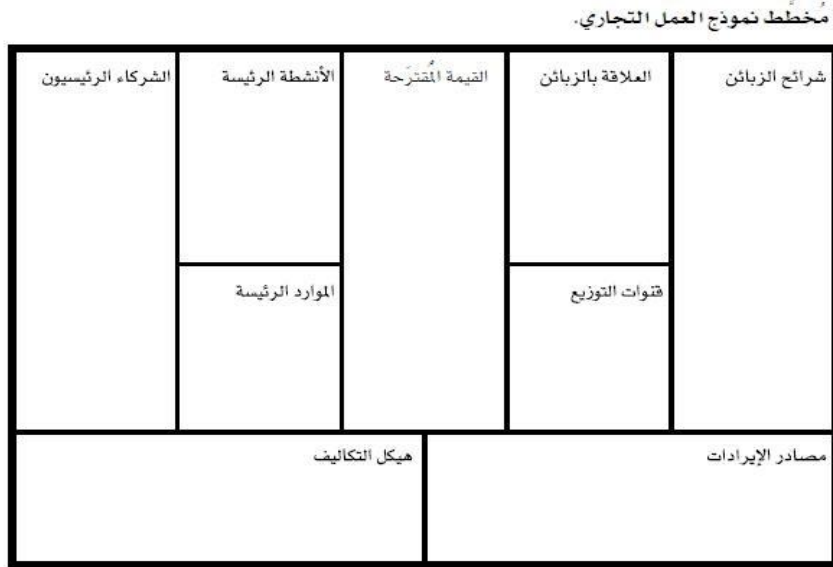 مُخطَّط نموذج العمل التجاري.
شرائح الزبائن
العلاقة بالزبائن
القيمة المُقترَحة
الأنشطة الرئيسة
الشركاء الرئيسيون
قنوات التوزيع
الموارد الرئيسة
مصادر الإيرادات
هيكل التكاليف